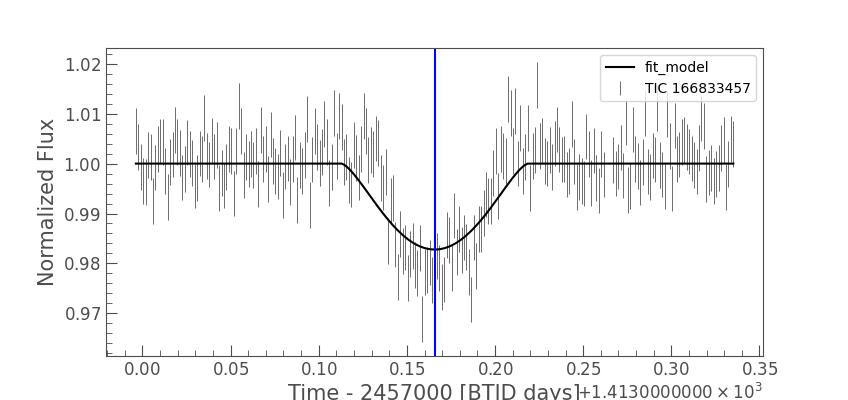 1.02
1.01
1.00
0.99
0.98
0.97
Normalized Flux
fit_model
TIC 166833457
0.00 0.05 0.10 0.15 0.20 0.25 0.30 0.35
Time - 2457000 [BTJD days]
+1.4130000000 × 10³